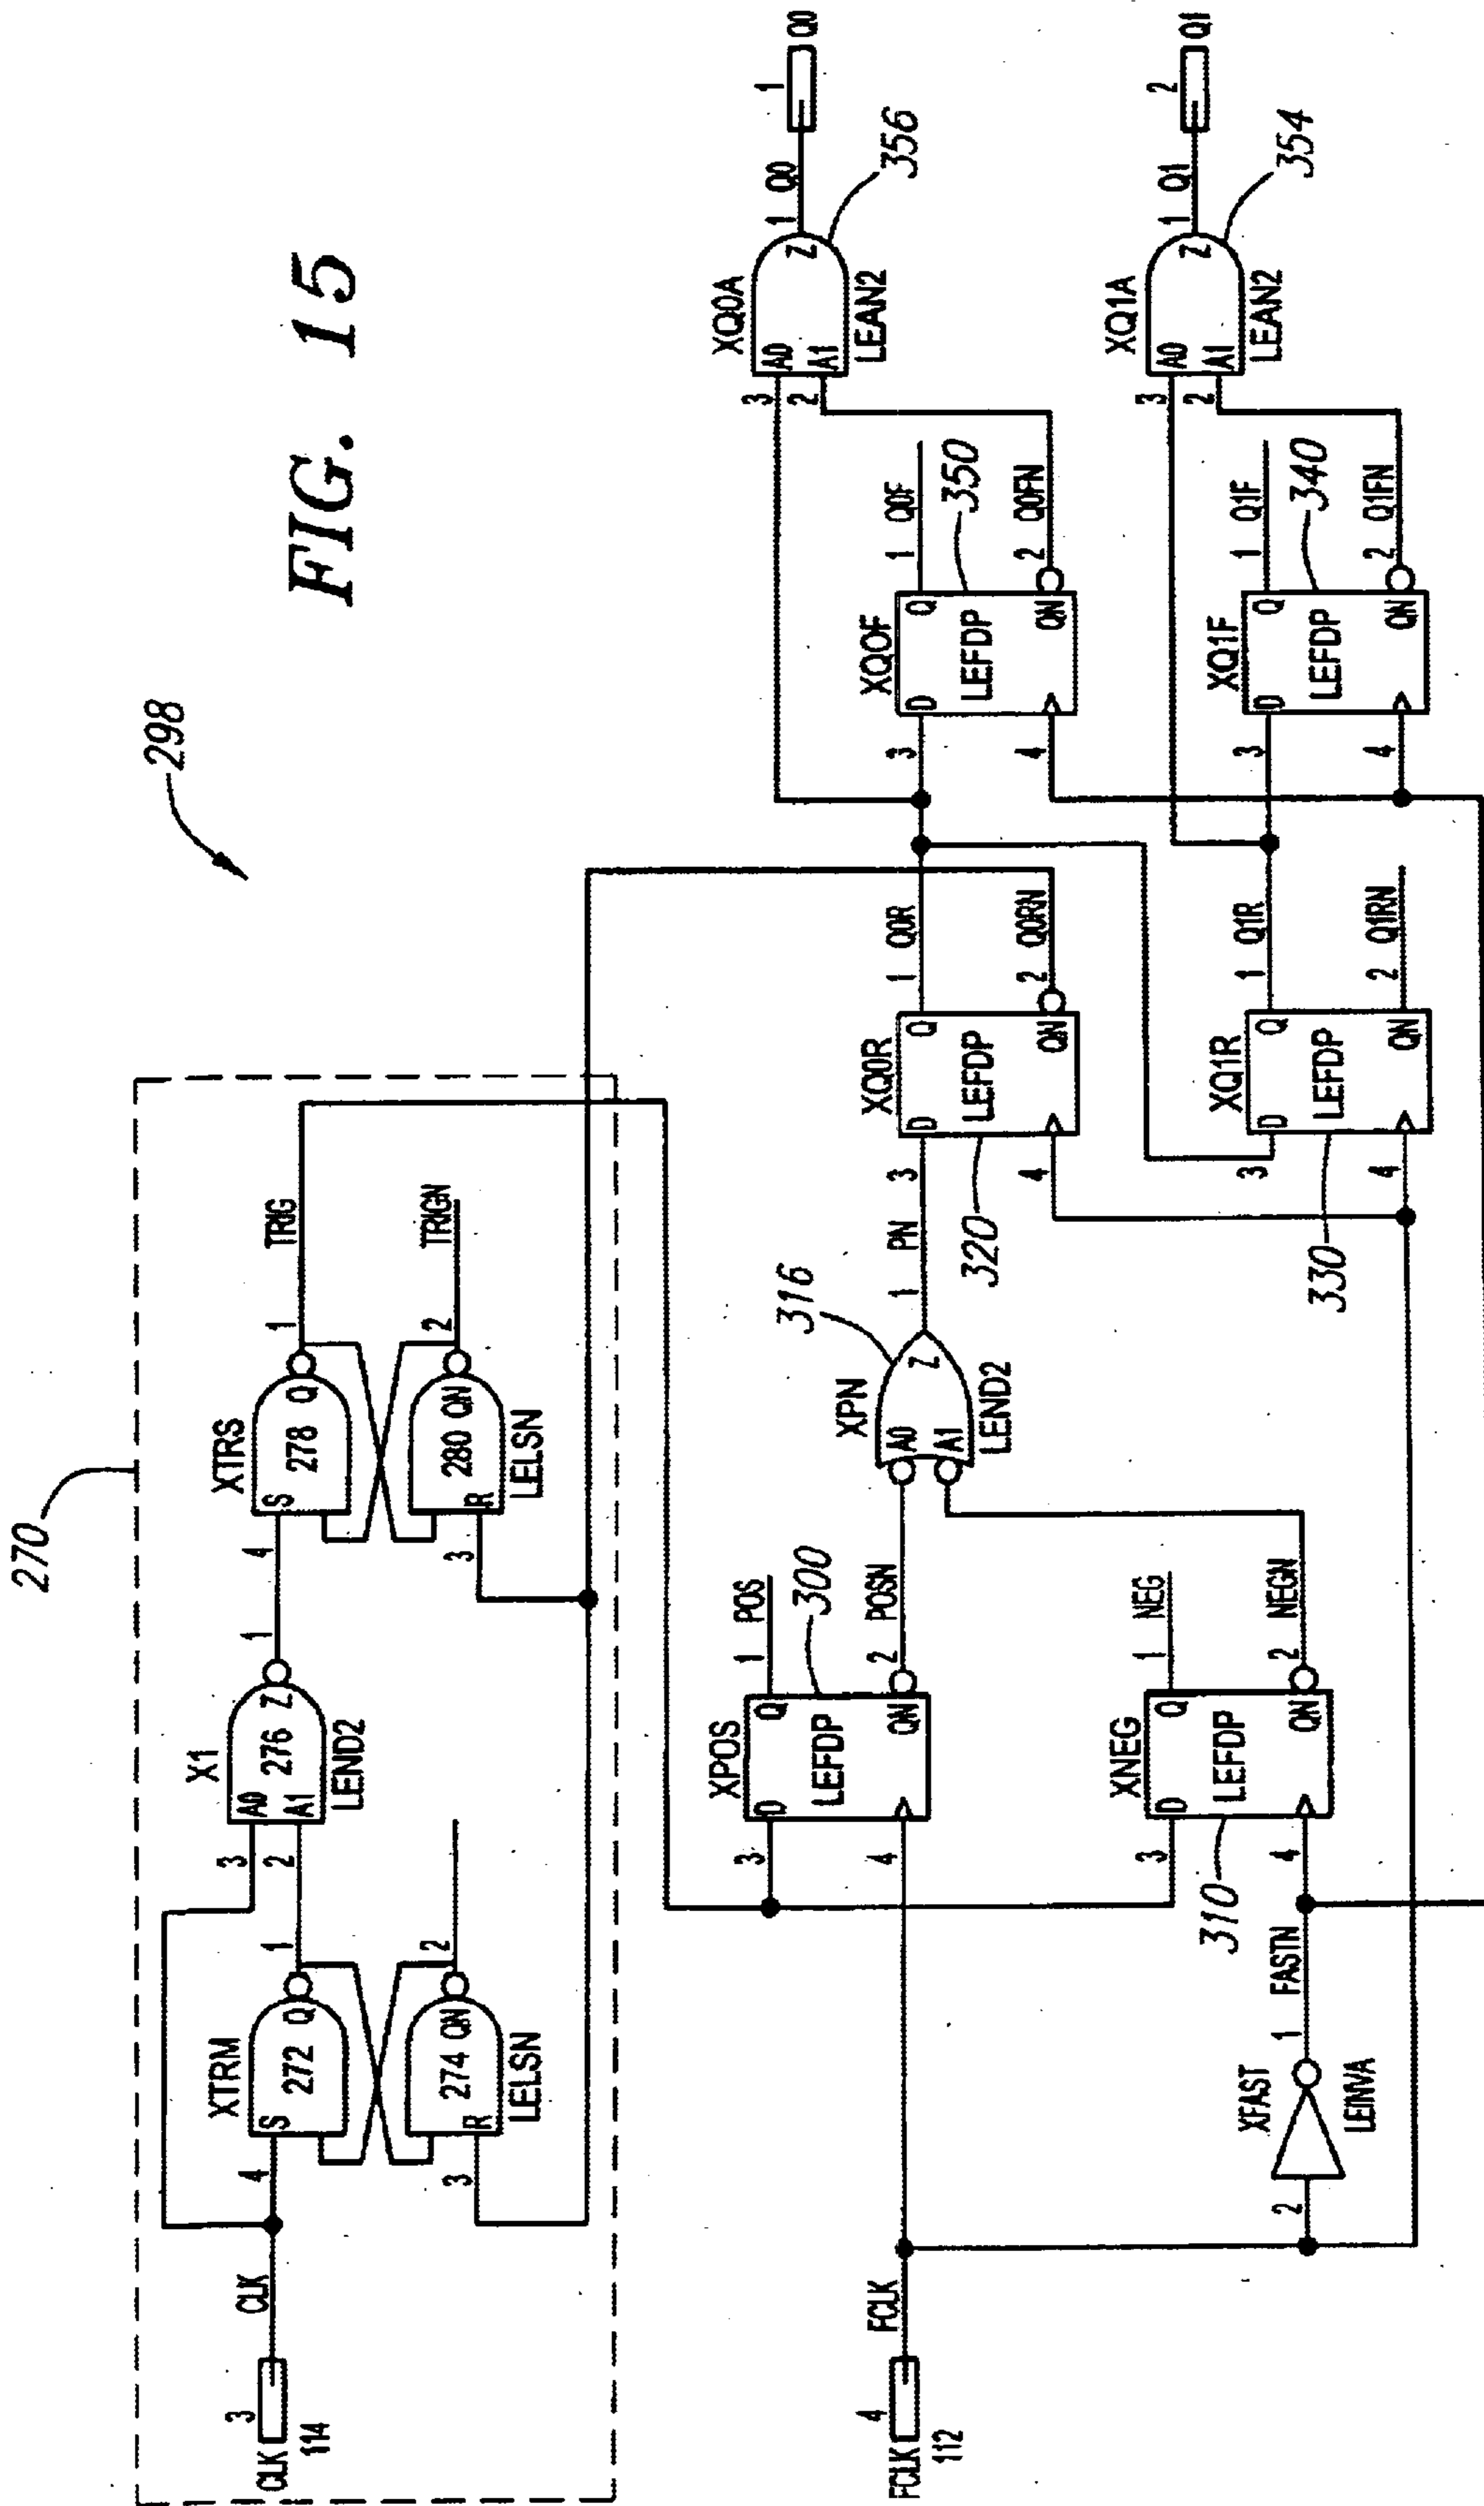 FIG. 15
298
270
CLK
114
3
CLK
4
S
XTRM
272
Q
1
3
R
274
QN
2
LELSN
3
2
A0
A1
X1
276
Z
LEND2
1
4
S
XTRS
278
Q
1
TRIG
3
R
280
QN
2
TRIGN
LELSN
FCLK
112
4
FCLK
3
4
D
XPOS
LEFDP
Q
QN
1 POS
2 POSN
300
2
XFAST
LEINVA
1
FASTN
3
4
D
XNEG
LEFDP
Q
QN
1 NEG
2 NEGN
310
A0
A1
XPN
Z
LEND2
316
1 PN 3
4
D
XQ0R
LEFDP
Q
QN
320
1 Q0R
2 Q0RN
3
4
D
XQ1R
LEFDP
Q
QN
330
1 Q1R
2 Q1RN
3
4
D
XQ0F
LEFDP
Q
QN
1 Q0F
350
2 Q0FN
3
4
D
XQ1F
LEFDP
Q
QN
1 Q1F
340
2 Q1FN
3
2
A0
A1
XQ0A
Z
LEAN2
1 Q0
356
1
Q0
3
2
A0
A1
XQ1A
Z
LEAN2
1 Q1
354
2
Q1